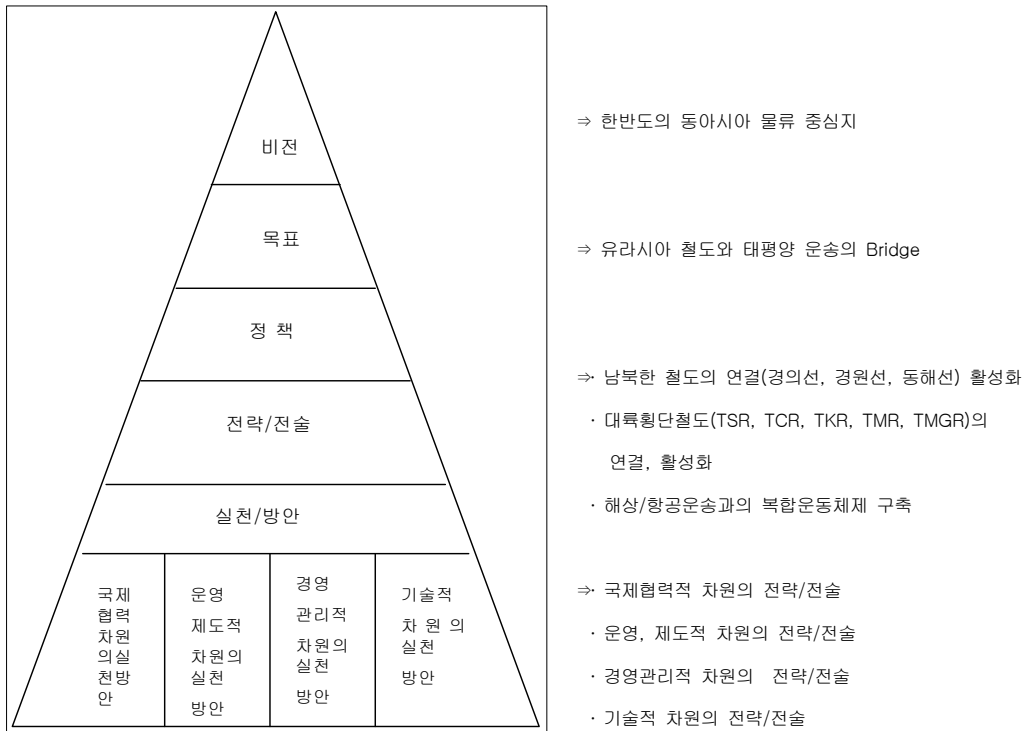 비전
⇒ 한반도의 동아시아 물류 중심지
목표
⇒ 유라시아 철도와 태평양 운송의 Bridge
정 책
⇒· 남북한 철도의 연결(경의선, 경원선, 동해선) 활성화
· 대륙횡단철도(TSR, TCR, TKR, TMR, TMGR)의
연결, 활성화
· 해상/항공운송과의 복합운동체제 구축
전략/전술
⇒· 국제협력적 차원의 전략/전술
· 운영, 제도적 차원의 전략/전술
· 경영관리적 차원의 전략/전술
· 기술적 차원의 전략/전술
실천/방안
국제
협력
차원
의실
천방
안
운영
제도적
차원의
실천
방안
경영
관리적
차원의
실천
방안
기술적
차 원 의
실천
방안